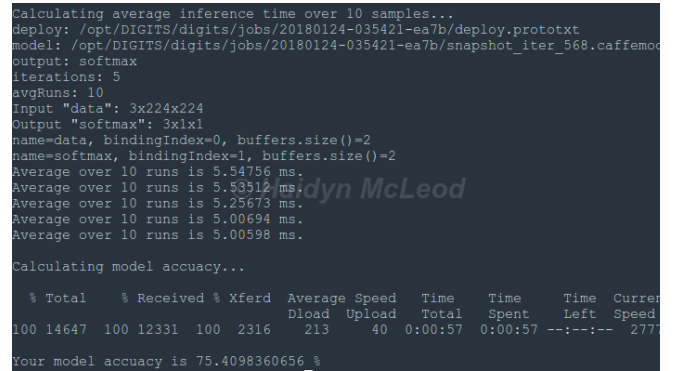 Calculating average inference time over 10 samples...
deploy: /opt/DIGITS/digits/jobs/20180124-035421-ea7b/deploy.prototxt
model: /opt/DIGITS/digits/jobs/20180124-035421-ea7b/snapshot_iter_568.caffemod
output: softmax
iterations: 5
avgRuns: 10
Input "data": 3x224x224
Output "softmax": 3x1x1
name=data, bindingIndex=0, buffers.size()=2
name=softmax, bindingIndex=1, buffers.size()=2
Average over 10 runs is 5.54756 ms.
Average over 10 runs is 5.53512 ms.
© Haidyn McLeod
Average over 10 runs is 5.25673 ms.
Average over 10 runs is 5.00694 ms.
Average over 10 runs is 5.00598 ms.
Calculating model accuacy...
% Total % Received % Xferd Average Speed Time Time Time Curren
Dload Upload Total Spent Left Speed
100 14647 100 12331 100 2316 213 40 0:00:57 0:00:57 --:--:-- 2777
Your model accuacy is 75.4098360656 %